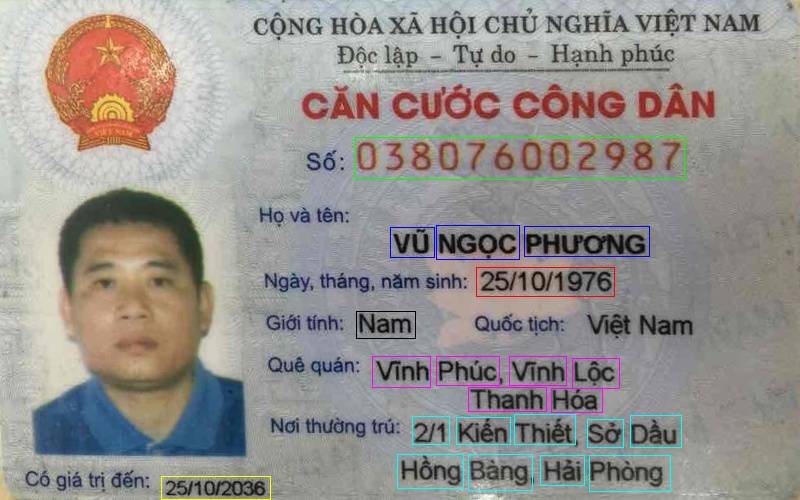 CỘNG HÒA XÃ HỘI CHỦ NGHĨA VIỆT NAM
Độc lập - Tự do - Hạnh phúc
CĂN CƯỚC CÔNG DÂN
Số: 038076002987
Họ và tên:
VŨ NGỌC PHƯƠNG
Ngày, tháng, năm sinh: 25/10/1976
Giới tính: Nam Quốc tịch: Việt Nam
Quê quán: Vĩnh Phúc, Vĩnh Lộc
Thanh Hóa
Nơi thường trú: 2/1 Kiến Thiết, Sở Dầu
Hồng Bàng, Hải Phòng
Có giá trị đến: 25/10/2036
VIỆT NAM